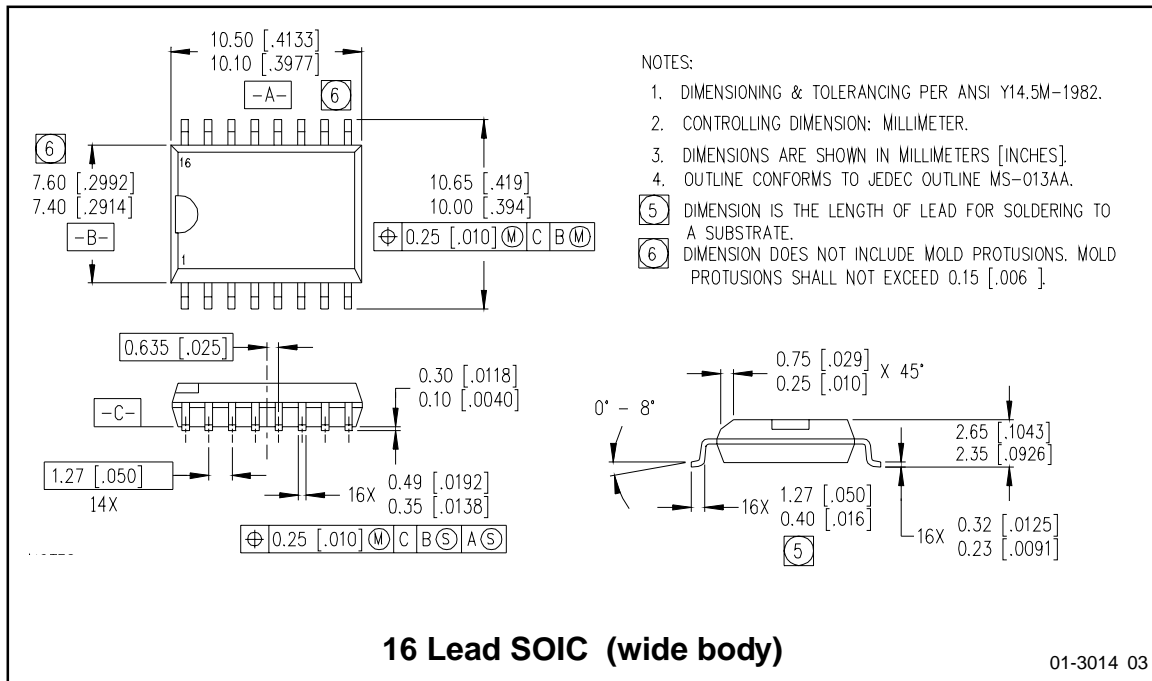 10.50 [.4133]
10.10 [.3977]
-A-
6
6
16
7.60 [.2992]
7.40 [.2914]
-B-
1
10.65 [.419]
10.00 [.394]
⌖ 0.25 [.010] Ⓜ C B Ⓜ
NOTES:
1. DIMENSIONING & TOLERANCING PER ANSI Y14.5M-1982.
2. CONTROLLING DIMENSION: MILLIMETER.
3. DIMENSIONS ARE SHOWN IN MILLIMETERS [INCHES].
4. OUTLINE CONFORMS TO JEDEC OUTLINE MS-013AA.
5 DIMENSION IS THE LENGTH OF LEAD FOR SOLDERING TO
A SUBSTRATE.
6 DIMENSION DOES NOT INCLUDE MOLD PROTUSIONS. MOLD
PROTUSIONS SHALL NOT EXCEED 0.15 [.006 ].
0.635 [.025]
-C-
0.30 [.0118]
0.10 [.0040]
1.27 [.050]
14X
16X 0.49 [.0192]
0.35 [.0138]
⌖ 0.25 [.010] Ⓜ C B Ⓢ A Ⓢ
0.75 [.029]
0.25 [.010] X 45°
0° - 8°
2.65 [.1043]
2.35 [.0926]
16X 1.27 [.050]
0.40 [.016]
5
16X 0.32 [.0125]
0.23 [.0091]
16 Lead SOIC (wide body)
01-3014 03